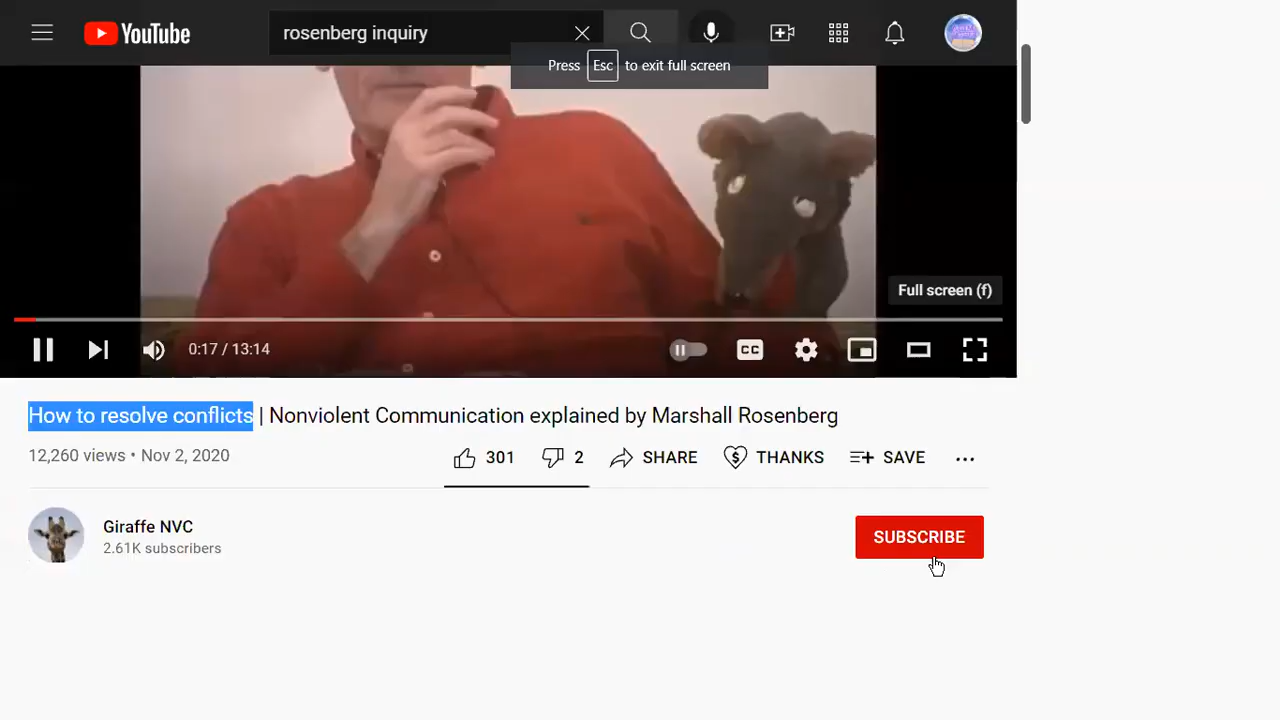 YouTube
rosenberg inquiry
Press Esc to exit full screen
Full screen (f)
0:17 / 13:14
CC
How to resolve conflicts | Nonviolent Communication explained by Marshall Rosenberg
12,260 views • Nov 2, 2020
301
2
SHARE
$ THANKS
SAVE
Giraffe NVC
2.61K subscribers
SUBSCRIBE